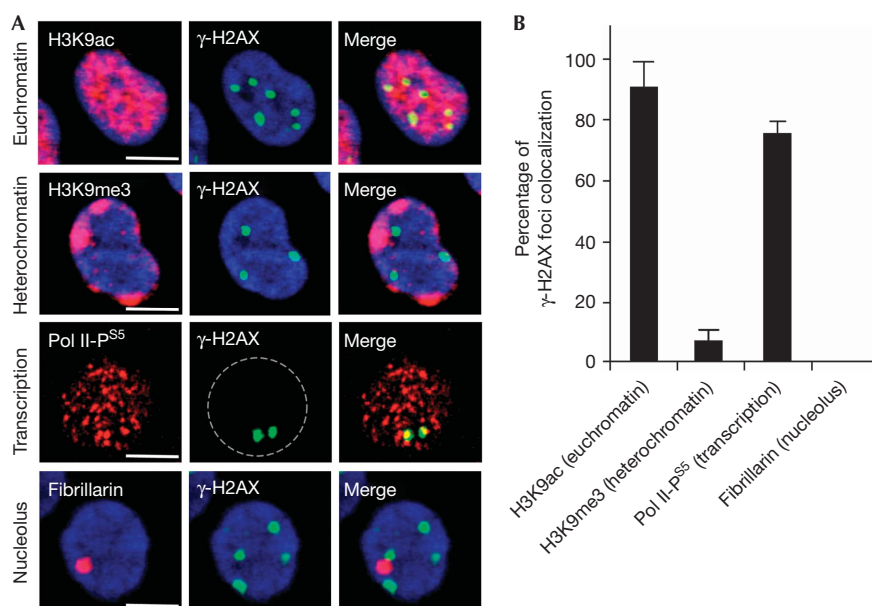 A
Euchromatin
H3K9ac
γ-H2AX
Merge
Heterochromatin
H3K9me3
γ-H2AX
Merge
Transcription
Pol II-P^S5
γ-H2AX
Merge
Nucleolus
Fibrillarin
γ-H2AX
Merge
B
Percentage of
γ-H2AX foci colocalization
100
80
60
40
20
0
H3K9ac (euchromatin)
H3K9me3 (heterochromatin)
Pol II-P^S5 (transcription)
Fibrillarin (nucleolus)